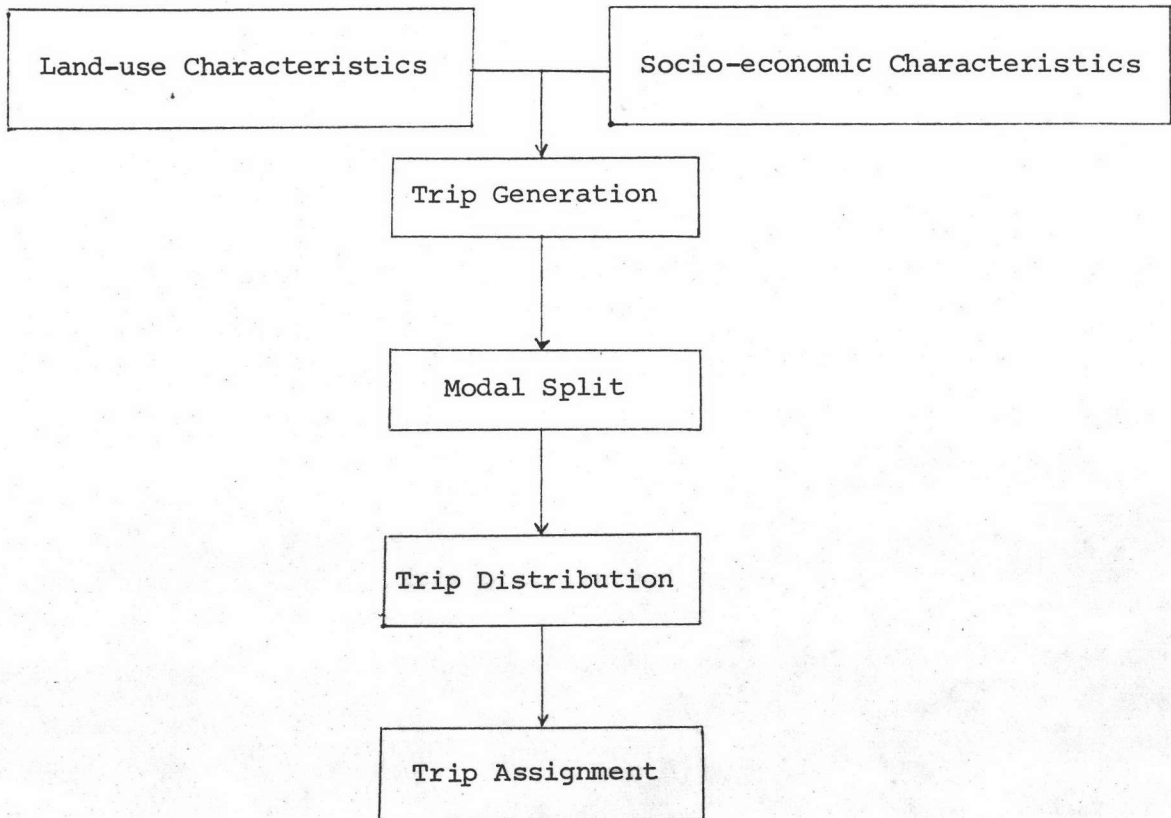 Land-use Characteristics
Socio-economic Characteristics
Trip Generation
Modal Split
Trip Distribution
Trip Assignment